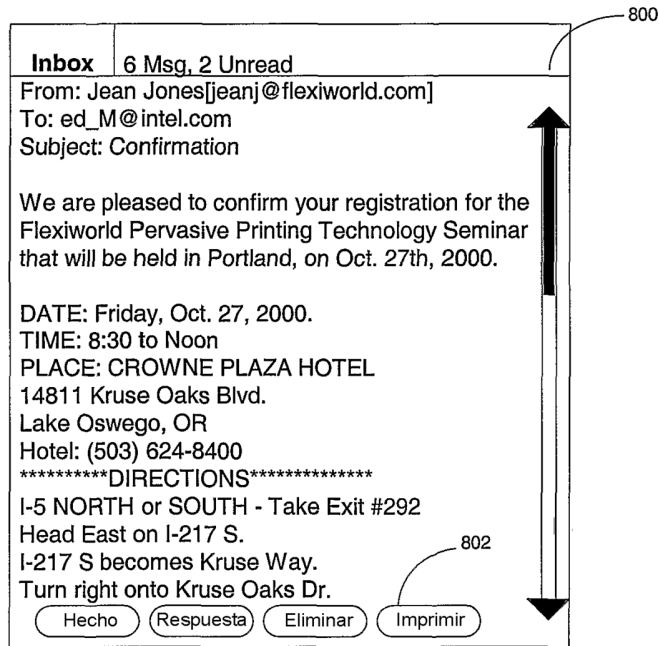 800
Inbox 6 Msg, 2 Unread
From: Jean Jones[jeanj@flexiworld.com]
To: ed_M@intel.com
Subject: Confirmation
We are pleased to confirm your registration for the
Flexiworld Pervasive Printing Technology Seminar
that will be held in Portland, on Oct. 27th, 2000.
DATE: Friday, Oct. 27, 2000.
TIME: 8:30 to Noon
PLACE: CROWNE PLAZA HOTEL
14811 Kruse Oaks Blvd.
Lake Oswego, OR
Hotel: (503) 624-8400
**********DIRECTIONS**************
I-5 NORTH or SOUTH - Take Exit #292
Head East on I-217 S.
802
I-217 S becomes Kruse Way.
Turn right onto Kruse Oaks Dr.
Hecho Respuesta Eliminar Imprimir